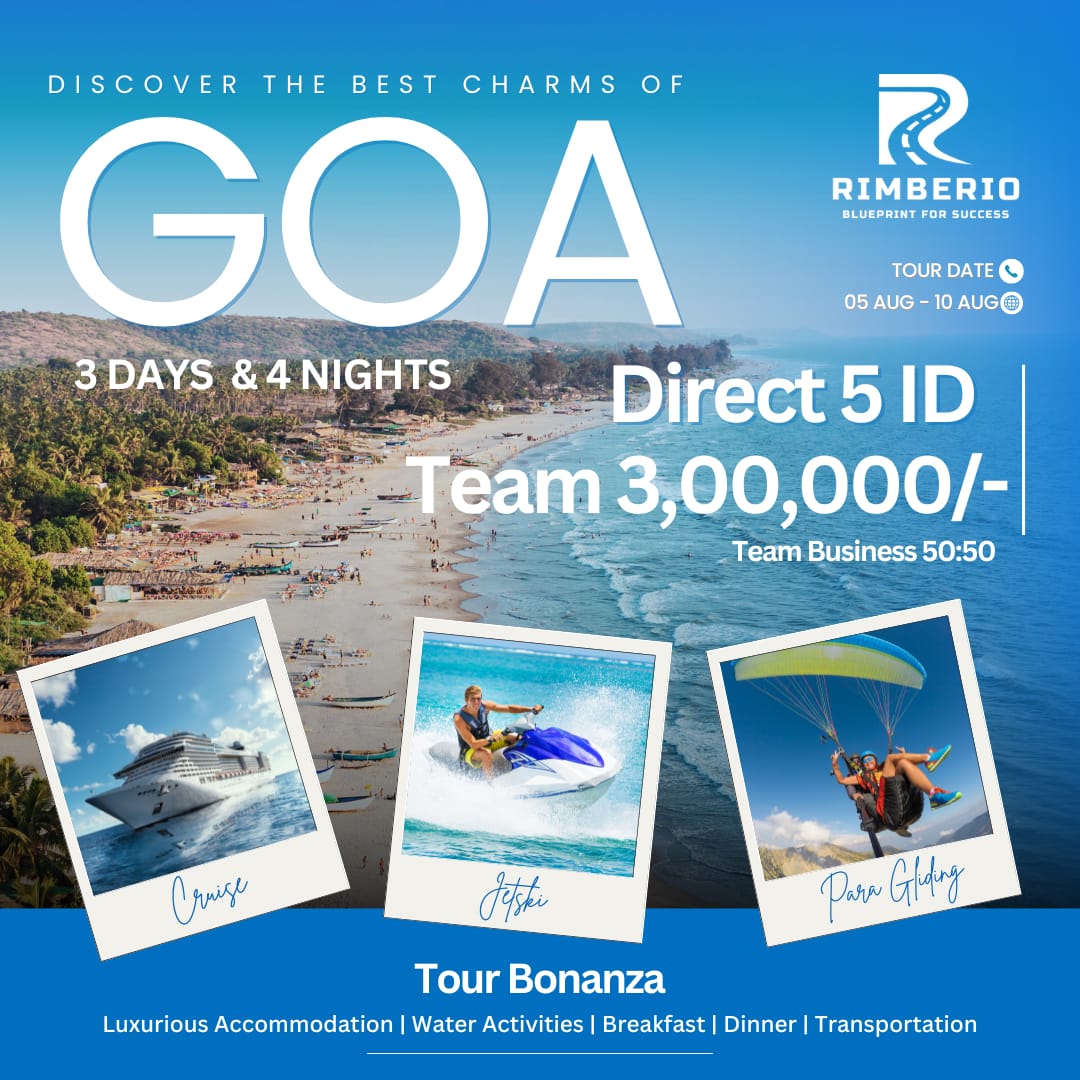 DISCOVER THE BEST CHARMS OF
GOA
RIMBERIO
BLUEPRINT FOR SUCCESS
TOUR DATE
05 AUG - 10 AUG
3 DAYS & 4 NIGHTS
Direct 5 ID
Team 3,00,000/-
Team Business 50:50
Cruise
Jetski
Para Gliding
Tour Bonanza
Luxurious Accommodation | Water Activities | Breakfast | Dinner | Transportation